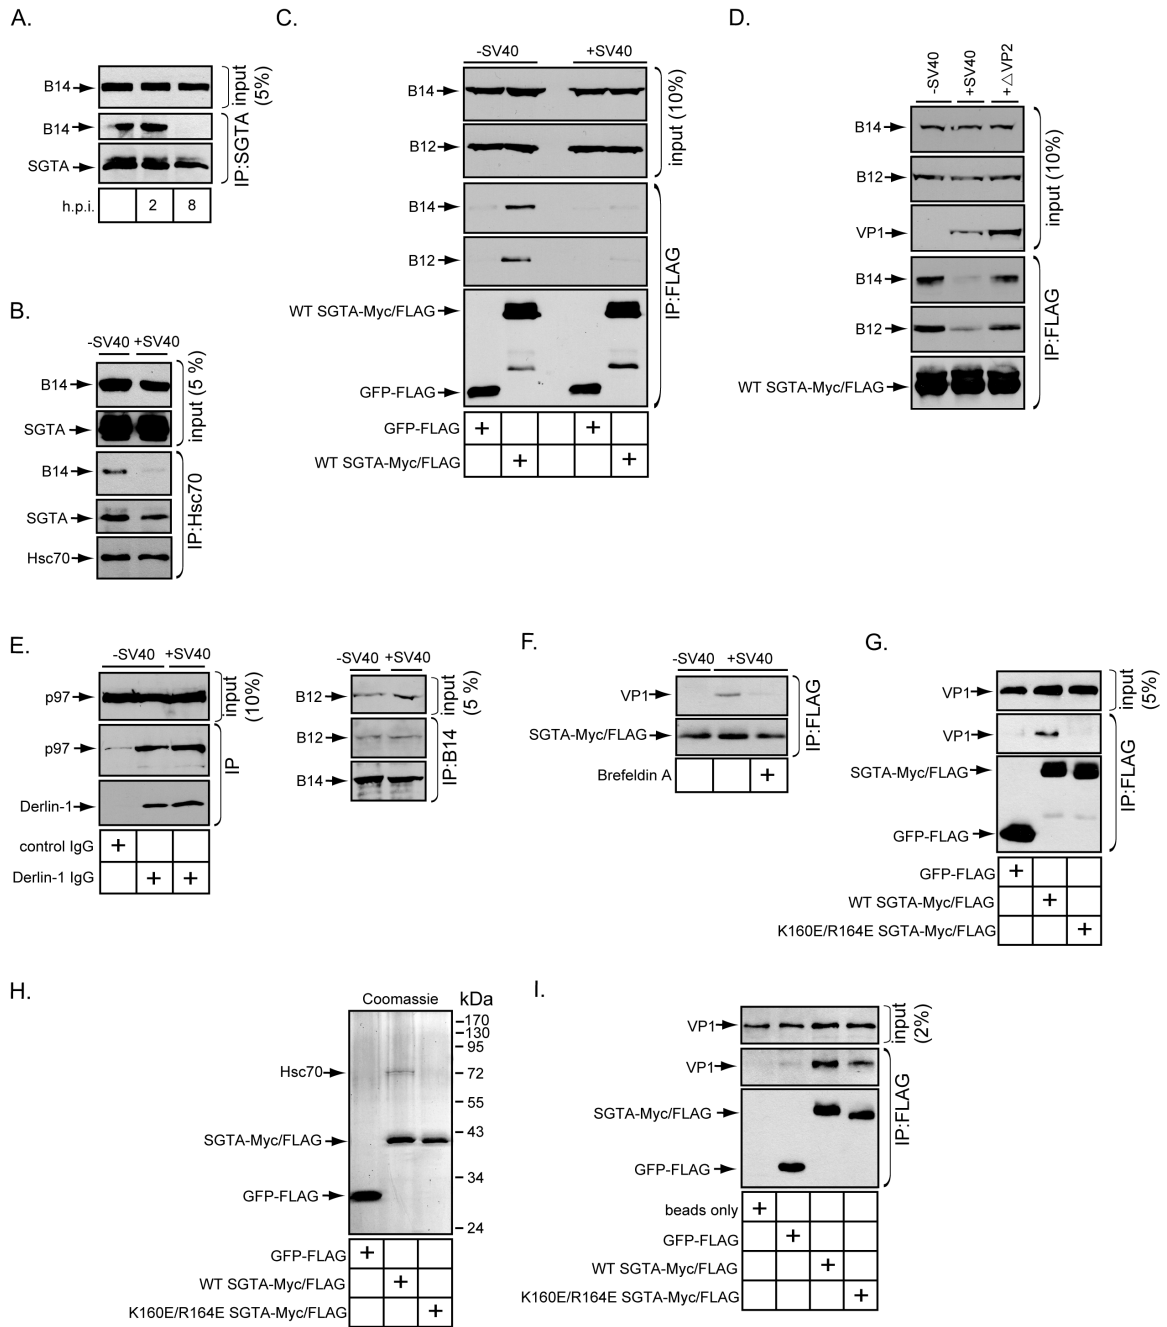 A.
B14
B14
SGTA
h.p.i. 2 8
input (5%)
IP:SGTA
B.
-SV40 +SV40
B14
SGTA
B14
SGTA
Hsc70
input (5 %)
IP:Hsc70
C.
-SV40 +SV40
B14
B12
B14
B12
WT SGTA-Myc/FLAG
GFP-FLAG
input (10%)
IP:FLAG
GFP-FLAG + +
WT SGTA-Myc/FLAG + +
D.
-SV40 +SV40 +△VP2
B14
B12
VP1
B14
B12
WT SGTA-Myc/FLAG
input (10%)
IP:FLAG
E.
-SV40 +SV40
p97
p97
Derlin-1
input (10%)
IP
control IgG +
Derlin-1 IgG + +
-SV40 +SV40
B12
B12
B14
input (5 %)
IP:B14
F.
-SV40 +SV40
VP1
SGTA-Myc/FLAG
IP:FLAG
Brefeldin A +
G.
VP1
VP1
SGTA-Myc/FLAG
GFP-FLAG
input (5%)
IP:FLAG
GFP-FLAG +
WT SGTA-Myc/FLAG +
K160E/R164E SGTA-Myc/FLAG +
H.
Coomassie kDa
170
130
95
Hsc70 72
55
43
SGTA-Myc/FLAG
34
GFP-FLAG
24
GFP-FLAG +
WT SGTA-Myc/FLAG +
K160E/R164E SGTA-Myc/FLAG +
I.
VP1
VP1
SGTA-Myc/FLAG
GFP-FLAG
input (2%)
IP:FLAG
beads only +
GFP-FLAG +
WT SGTA-Myc/FLAG +
K160E/R164E SGTA-Myc/FLAG +